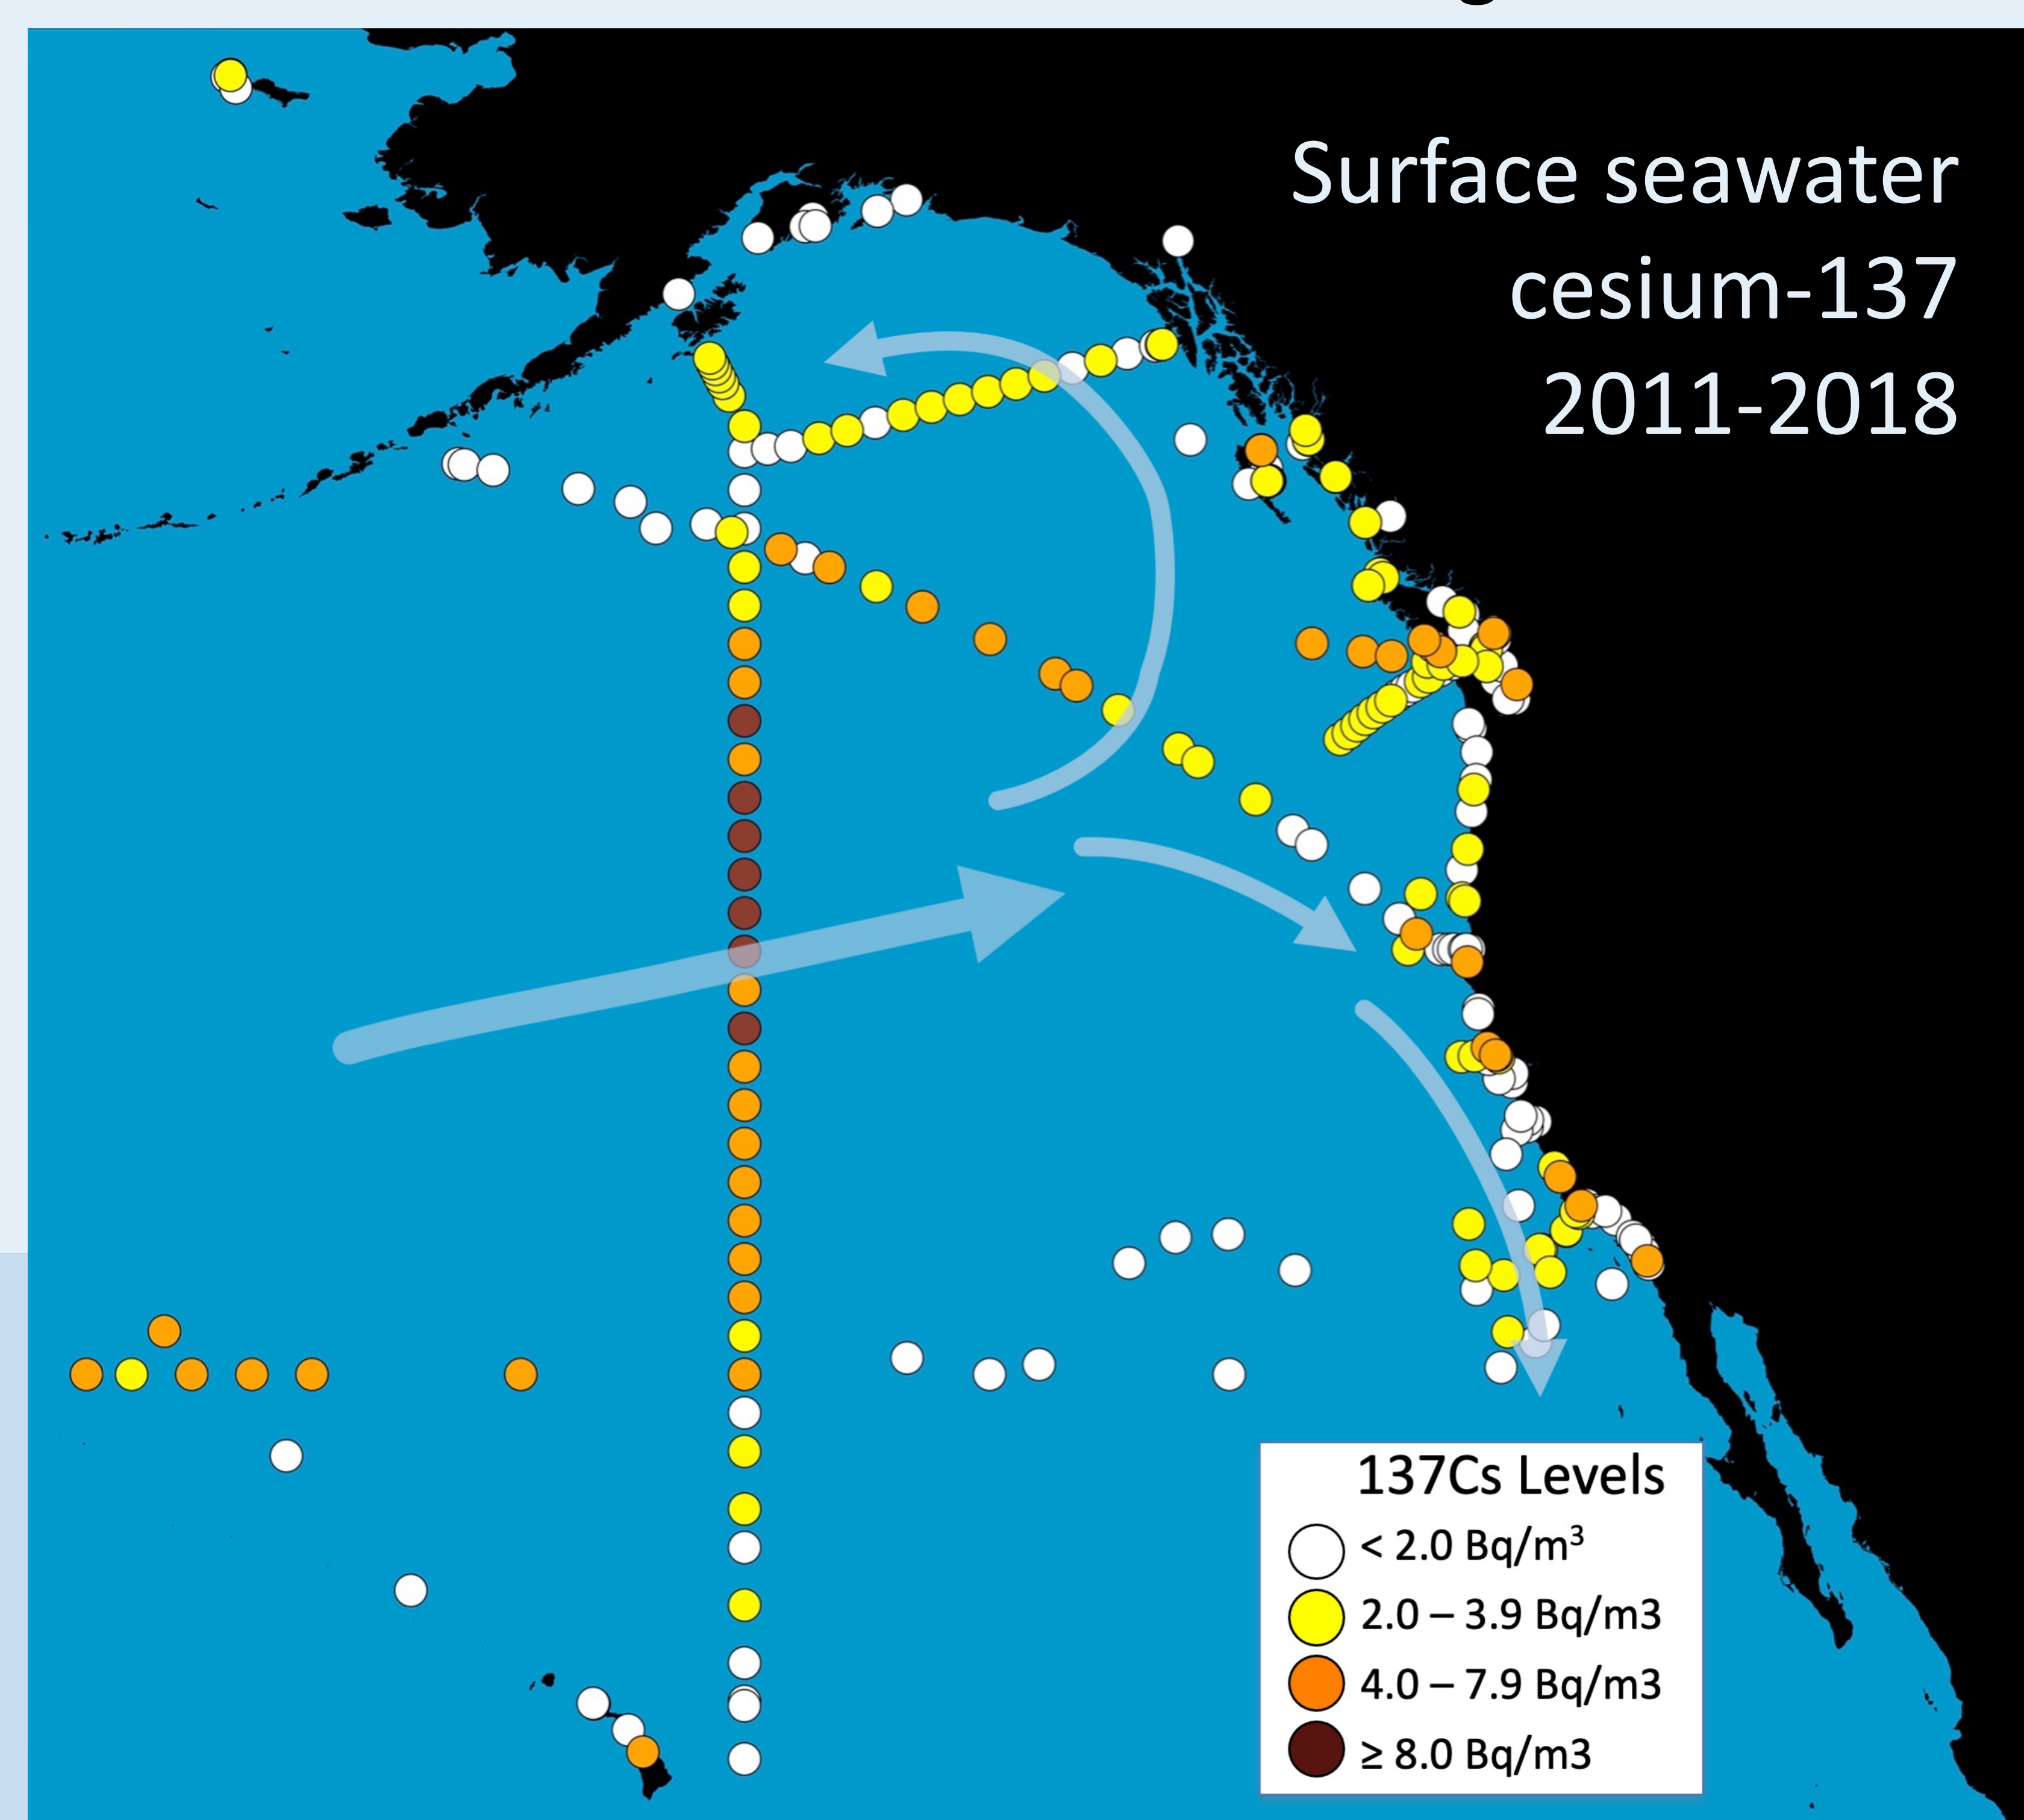 Surface seawater
cesium-137
2011-2018
137Cs Levels
< 2.0 Bq/m³
2.0 – 3.9 Bq/m3
4.0 – 7.9 Bq/m3
≥ 8.0 Bq/m3